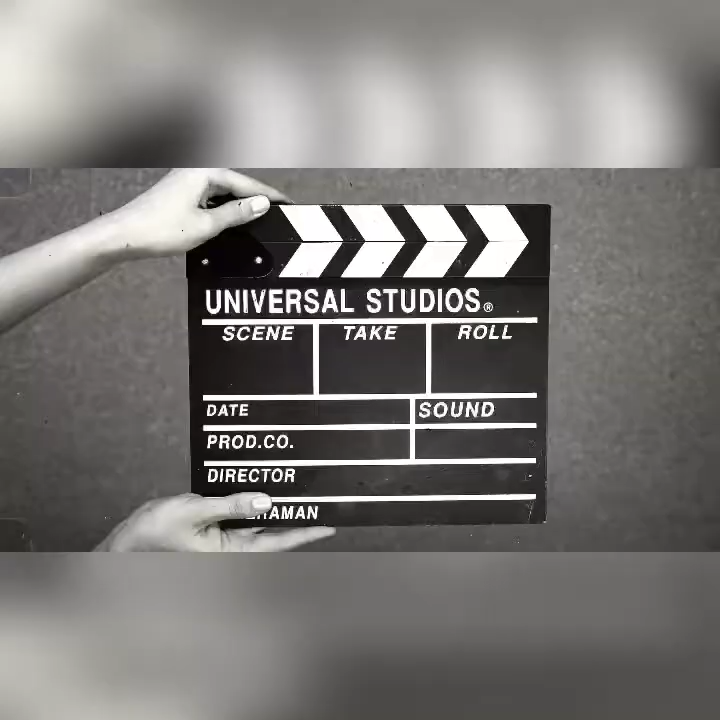 UNIVERSAL STUDIOS®
SCENE TAKE ROLL
DATE SOUND
PROD.CO.
DIRECTOR